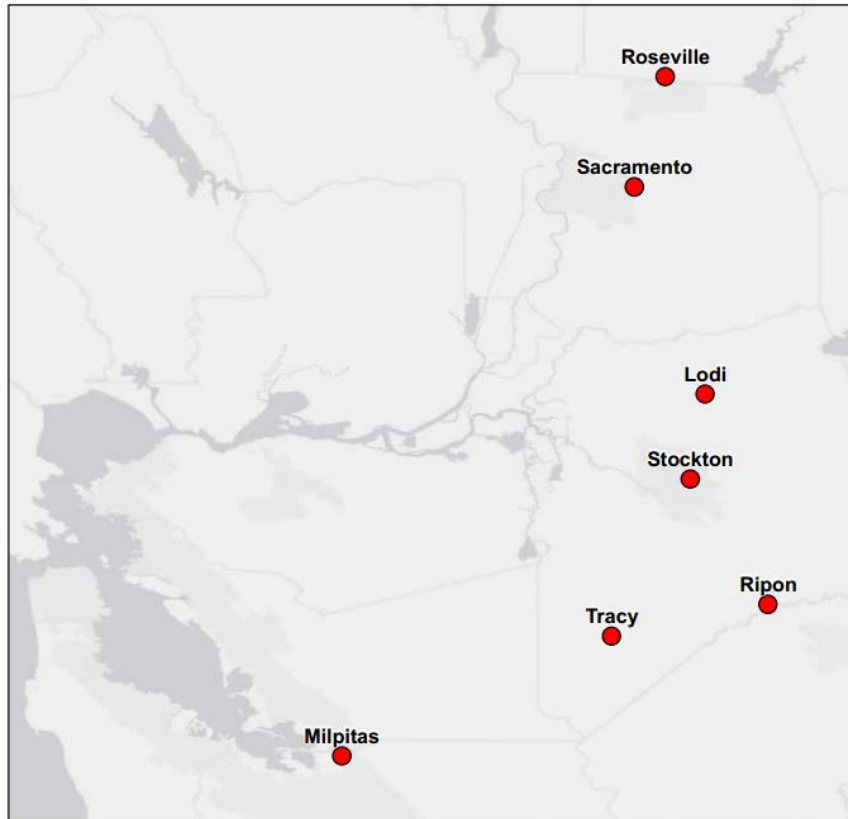 Roseville
Sacramento
Lodi
Stockton
Ripon
Tracy
Milpitas